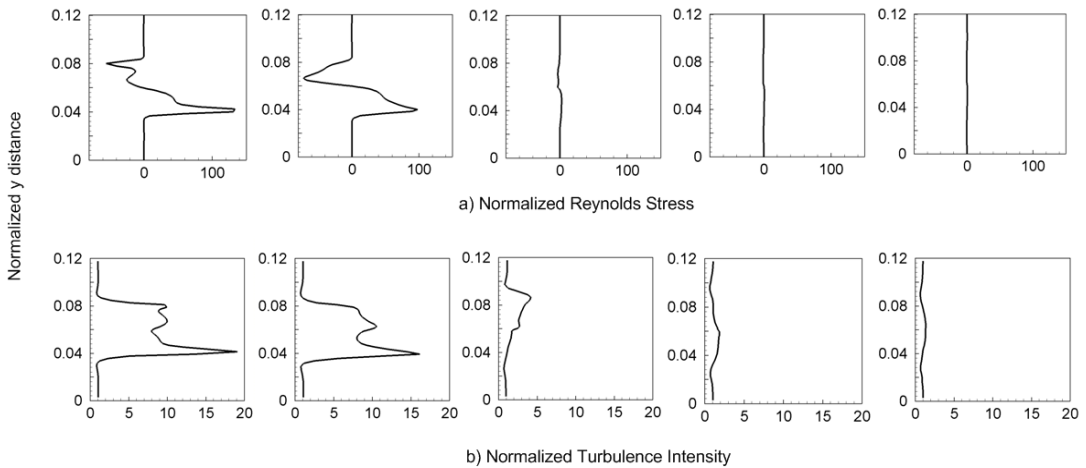 0.12 0.12 0.12 0.12 0.12
0.08 0.08 0.08 0.08 0.08
0.04 0.04 0.04 0.04 0.04
0 0 0 0 0
0 100 0 100 0 100 0 100 0 100
a) Normalized Reynolds Stress
Normalized y distance
0.12 0.12 0.12 0.12 0.12
0.08 0.08 0.08 0.08 0.08
0.04 0.04 0.04 0.04 0.04
0 0 0 0 0
0 5 10 15 20 0 5 10 15 20 0 5 10 15 20 0 5 10 15 20 0 5 10 15 20
b) Normalized Turbulence Intensity